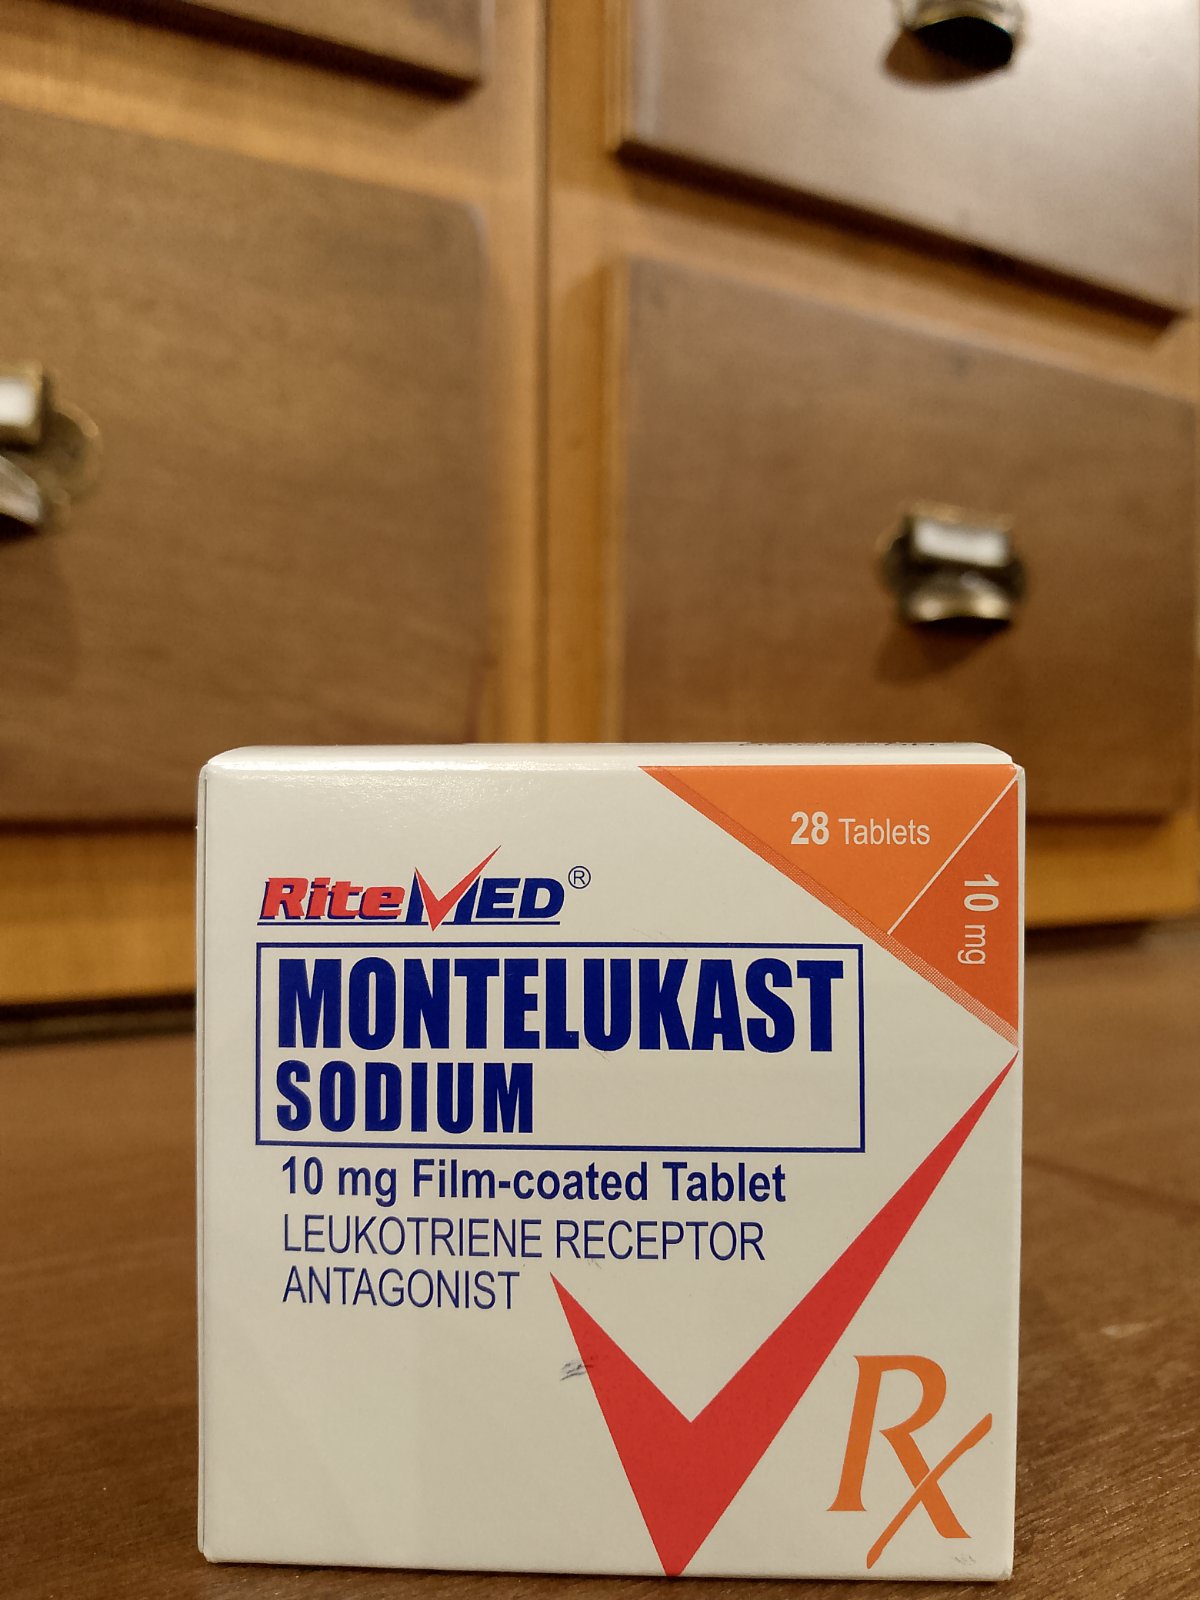 28 Tablets
10 mg
RiteMED®
MONTELUKAST
SODIUM
10 mg Film-coated Tablet
LEUKOTRIENE RECEPTOR
ANTAGONIST
Rx